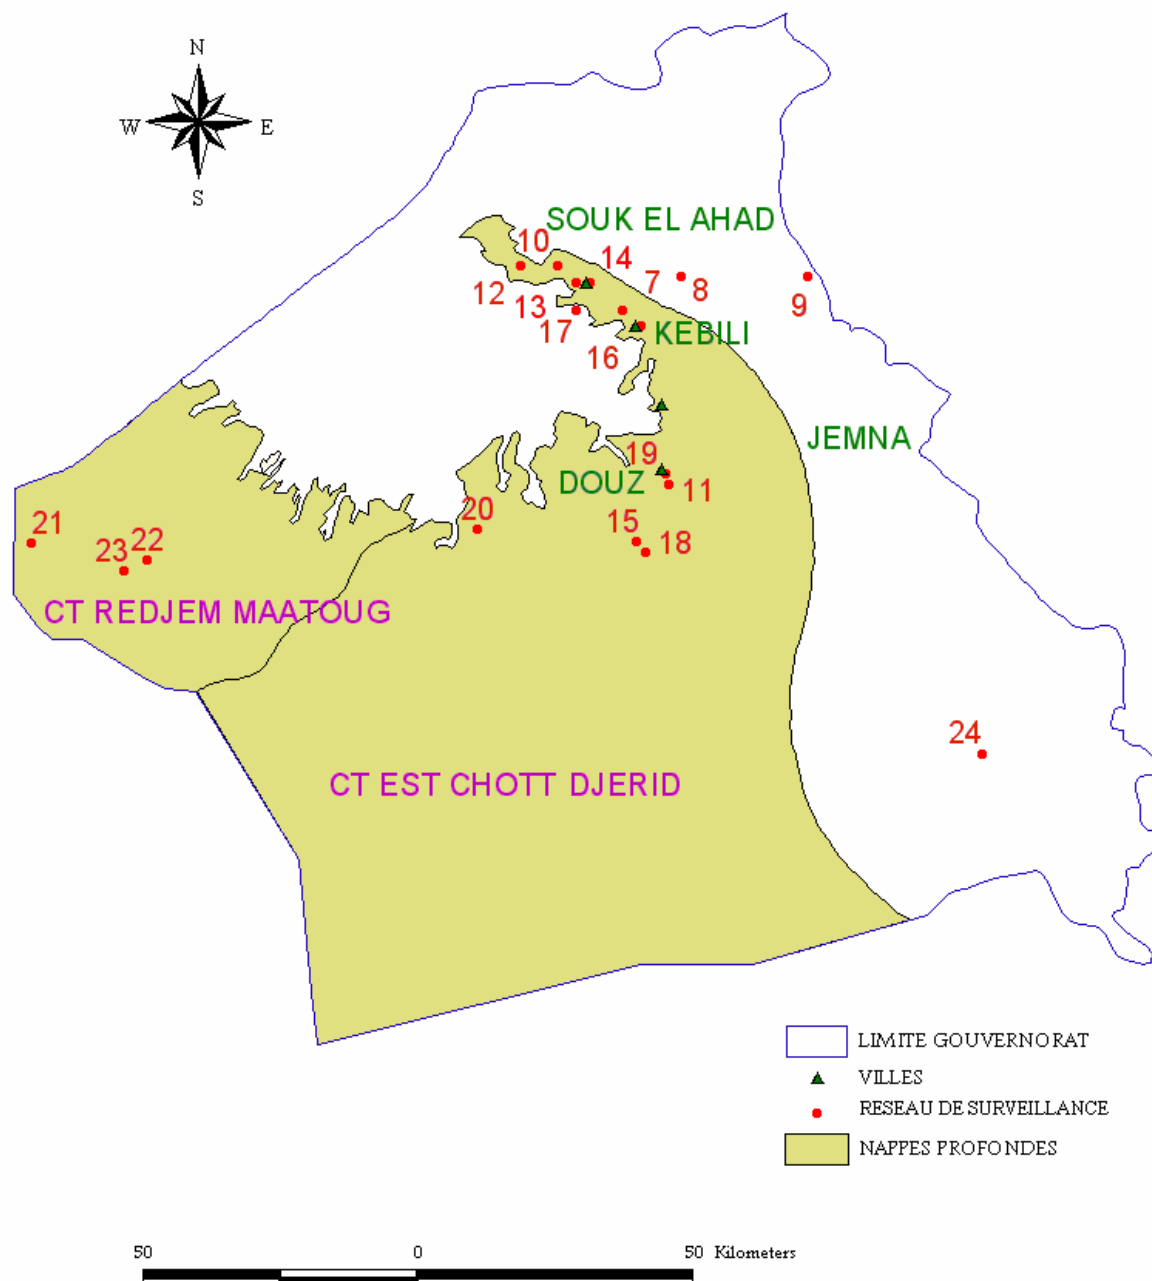 N
W E
S
SOUK EL AHAD
10
14
12
13
7
8
9
17
KEBILI
16
JEMNA
19
DOUZ
11
20
15
18
21
22
23
CT REDJEM MAATOUG
24
CT EST CHOTT DJERID
LIMITE GOUVERNORAT
VILLES
RESEAU DE SURVEILLANCE
NAPPES PROFONDES
50 0 50 Kilometers